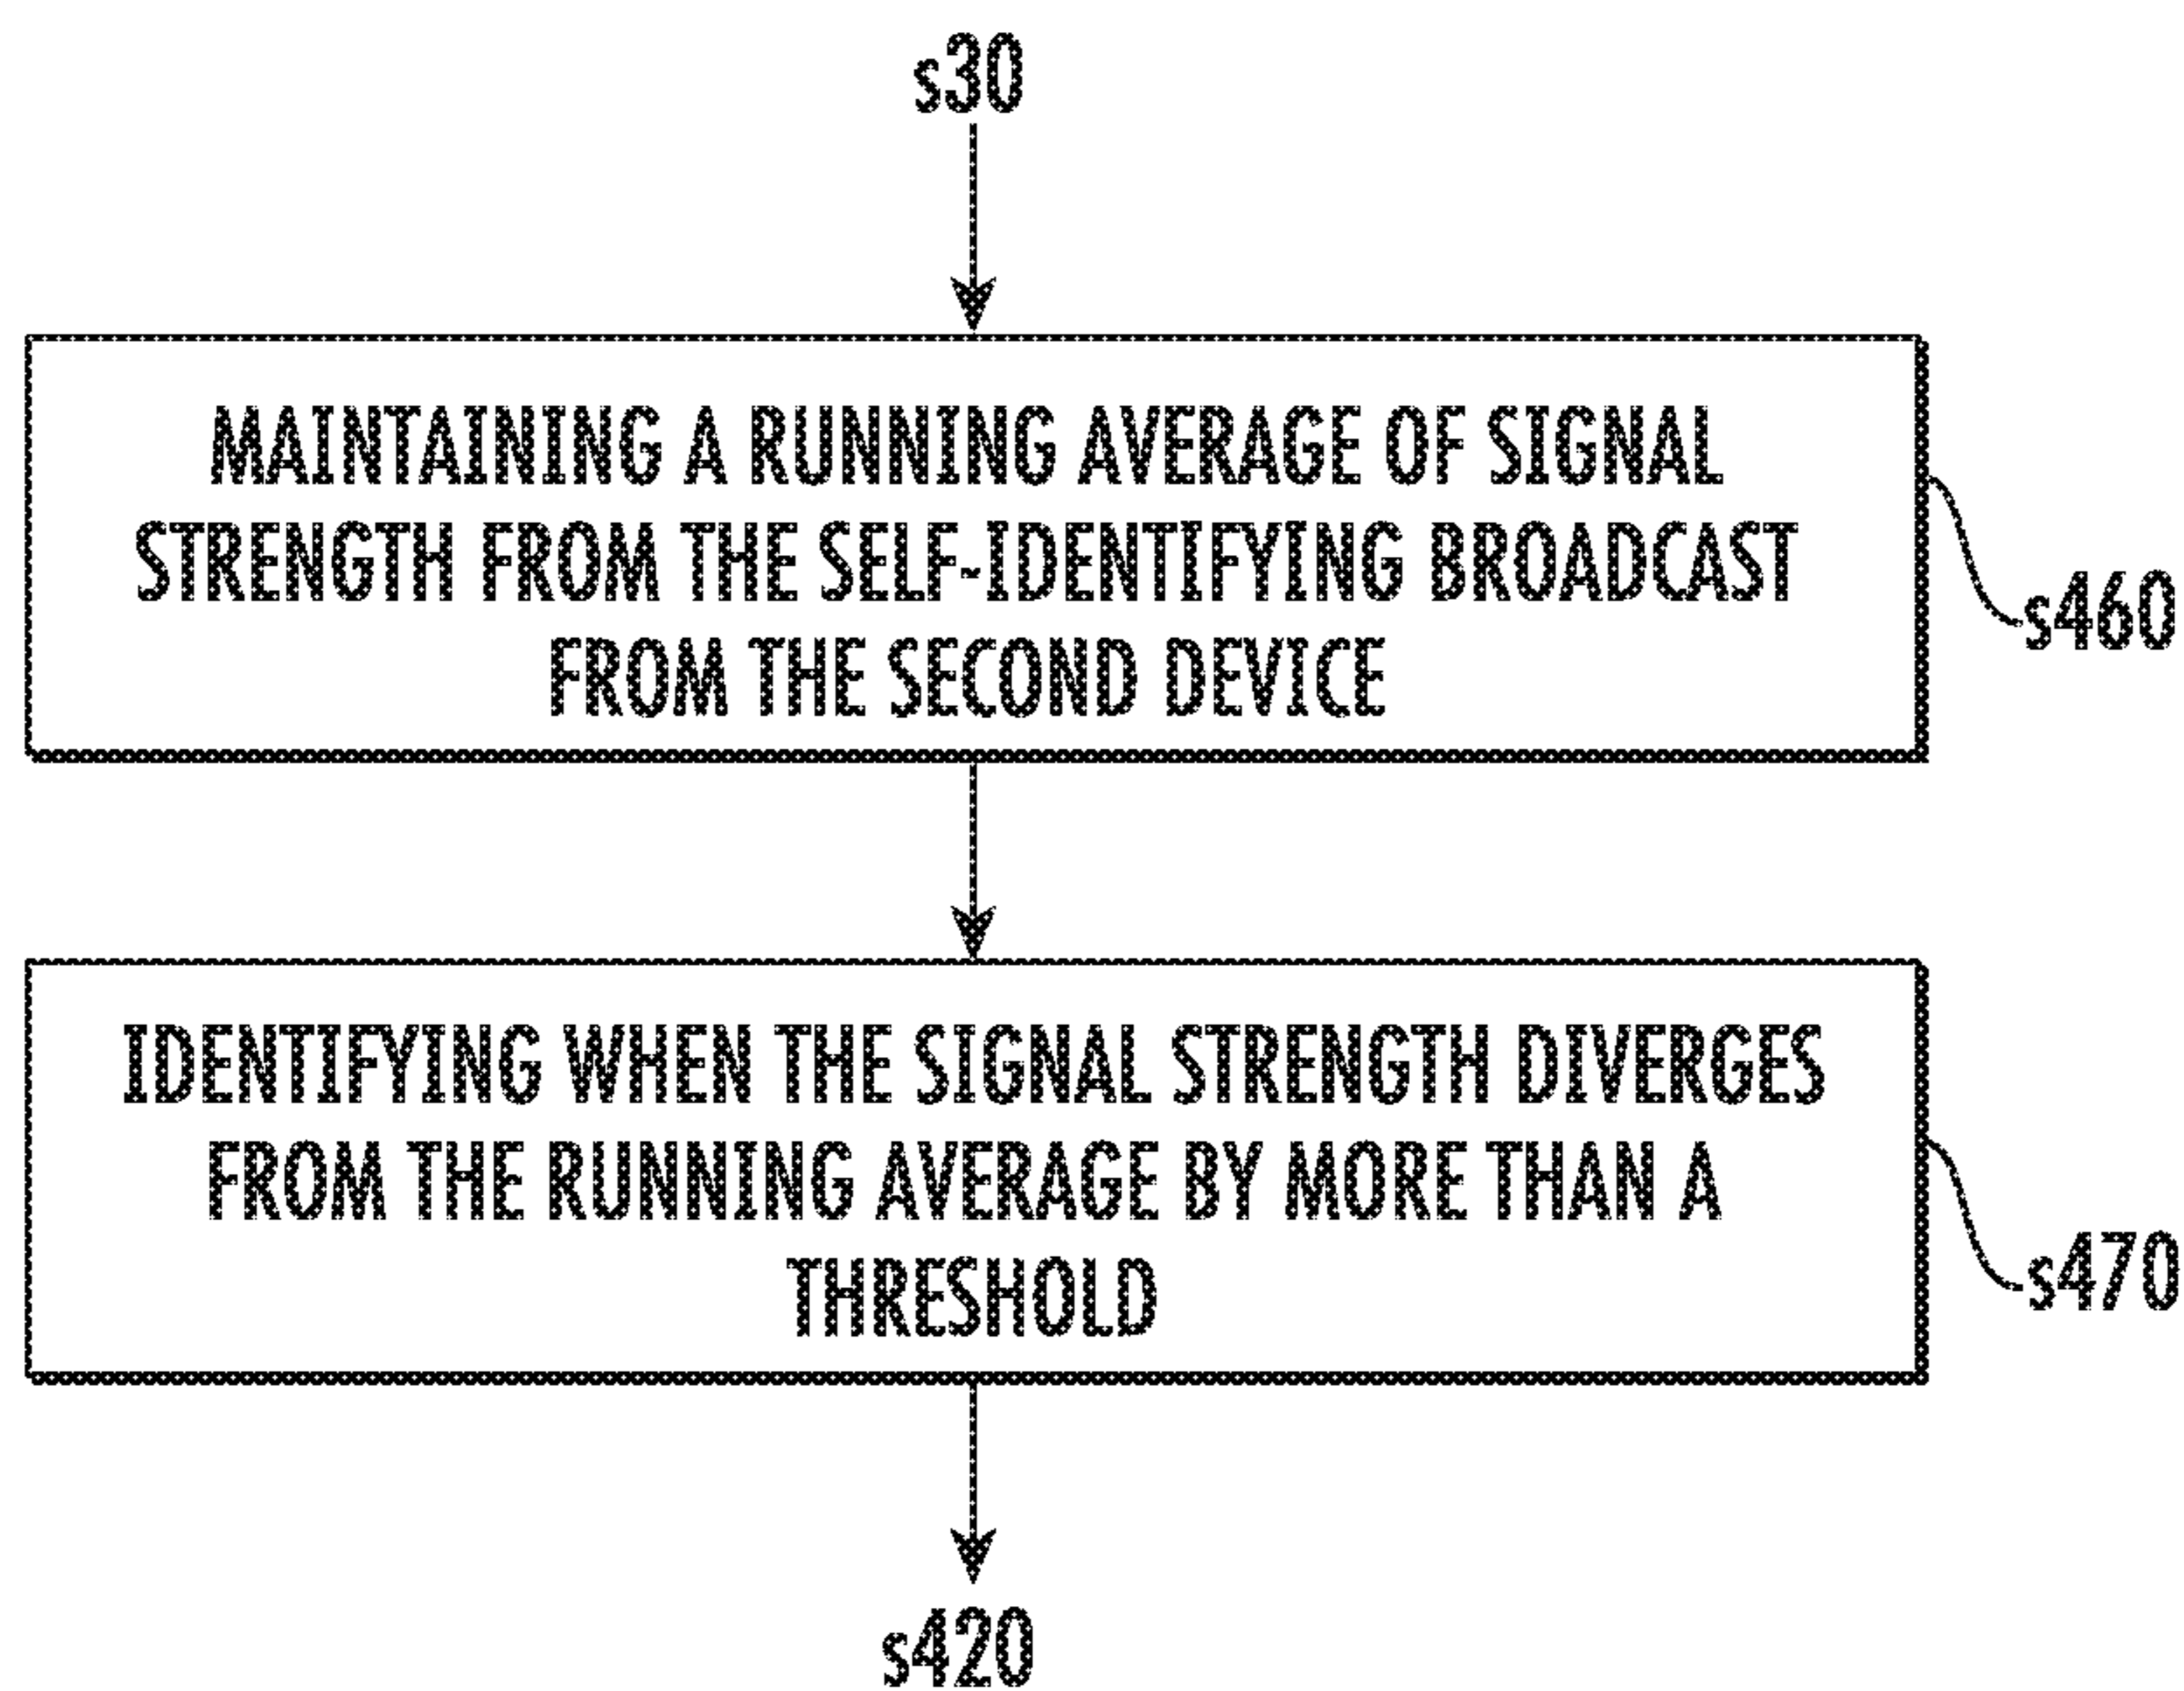 s30
MAINTAINING A RUNNING AVERAGE OF SIGNAL
STRENGTH FROM THE SELF-IDENTIFYING BROADCAST
FROM THE SECOND DEVICE
s460
IDENTIFYING WHEN THE SIGNAL STRENGTH DIVERGES
FROM THE RUNNING AVERAGE BY MORE THAN A
THRESHOLD
s470
s420